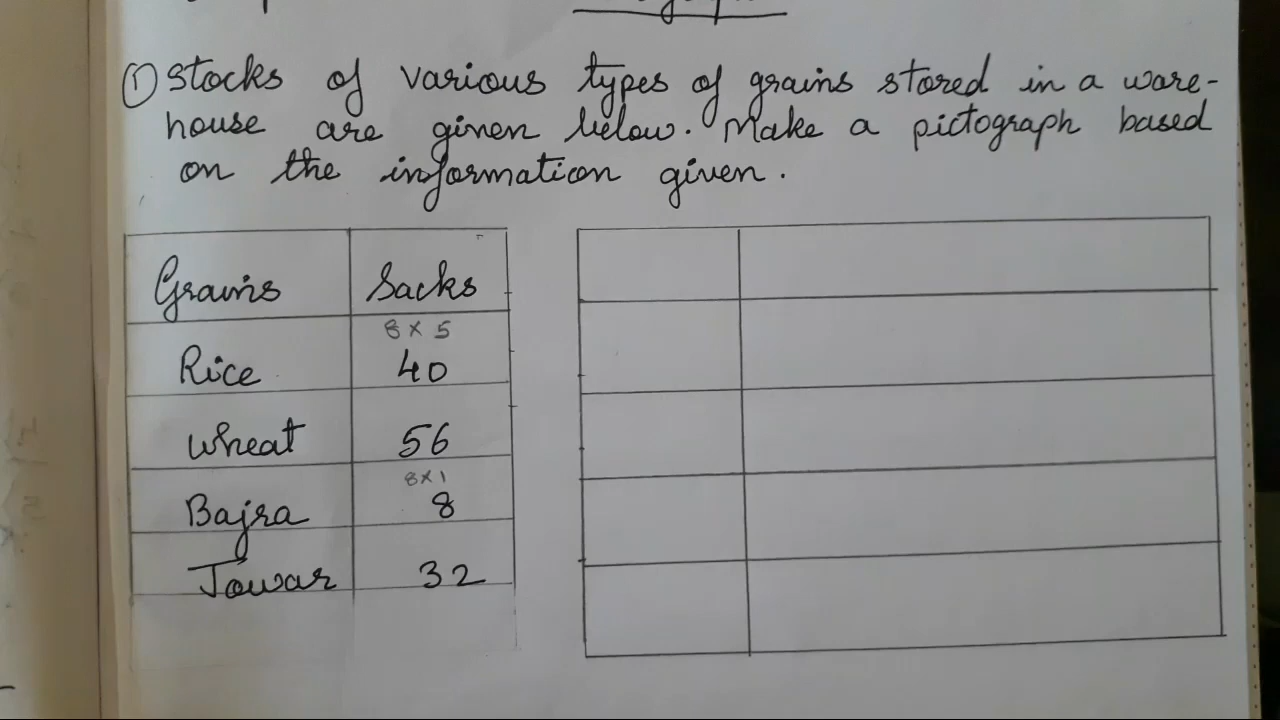 ① Stocks of various types of grains stored in a ware-
house are given below. Make a pictograph based
on the information given.
Grains Sacks
8 × 5
Rice 40
Wheat 56
8×1
Bajra 8
Jowar 32